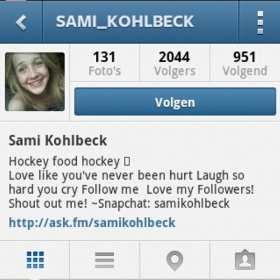 SAMI_KOHLBECK
131 2044 951
Foto's Volgers Volgend
Volgen
Sami Kohlbeck
Hockey food hockey
Love like you've never been hurt Laugh so
hard you cry Follow me Love my Followers!
Shout out me! ~Snapchat: samikohlbeck
http://ask.fm/samikohlbeck